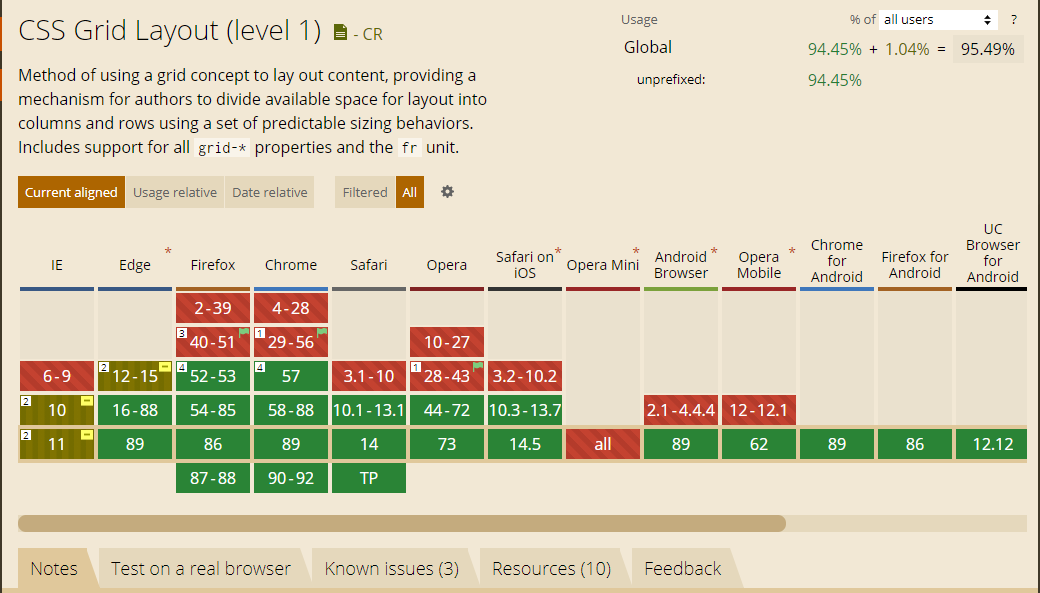 CSS Grid Layout (level 1) - CR
Usage % of all users ?
Global 94.45% + 1.04% = 95.49%
unprefixed: 94.45%
Method of using a grid concept to lay out content, providing a
mechanism for authors to divide available space for layout into
columns and rows using a set of predictable sizing behaviors.
Includes support for all grid-* properties and the fr unit.
Current aligned Usage relative Date relative Filtered All
IE Edge * Firefox Chrome Safari Opera Safari on iOS * Opera Mini * Android Browser * Opera Mobile * Chrome for Android Firefox for Android UC Browser for Android
2-39 4-28
3 40-51 1 29-56 10-27
6-9 2 12-15 4 52-53 4 57 3.1-10 1 28-43 3.2-10.2
2 10 16-88 54-85 58-88 10.1-13.1 44-72 10.3-13.7 2.1-4.4.4 12-12.1
2 11 89 86 89 14 73 14.5 all 89 62 89 86 12.12
87-88 90-92 TP
Notes Test on a real browser Known issues (3) Resources (10) Feedback